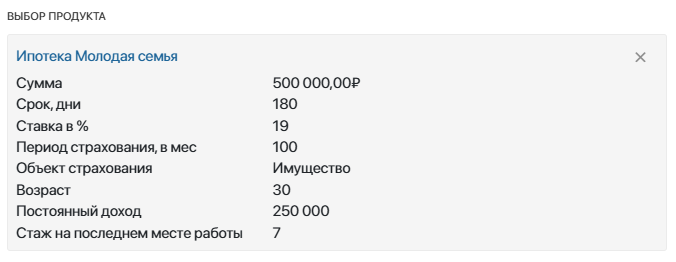 ВЫБОР ПРОДУКТА
Ипотека Молодая семья
Сумма 500 000,00₽
Срок, дни 180
Ставка в % 19
Период страхования, в мес 100
Объект страхования Имущество
Возраст 30
Постоянный доход 250 000
Стаж на последнем месте работы 7